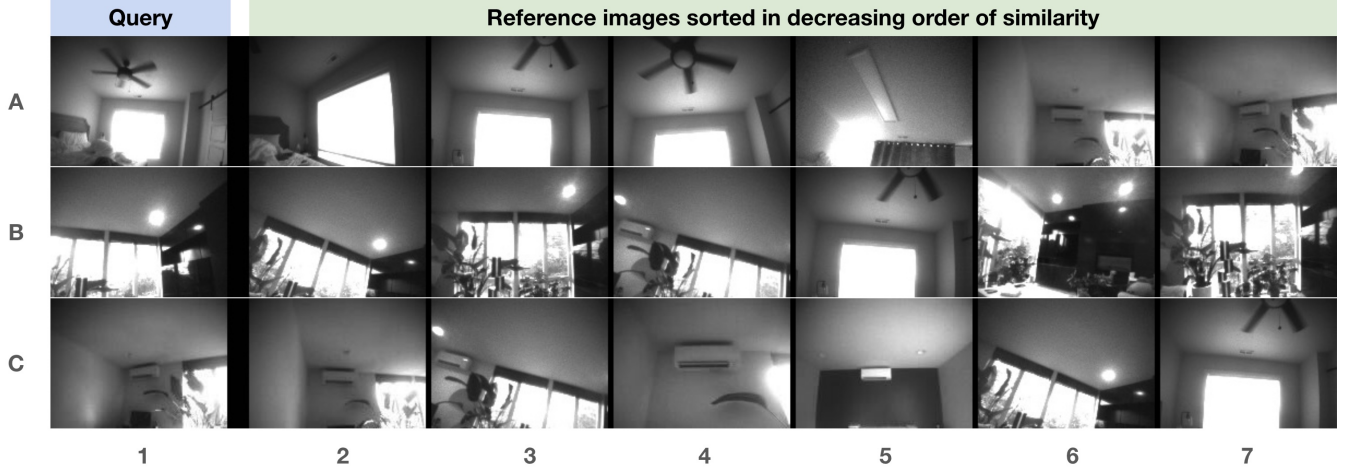 Query
Reference images sorted in decreasing order of similarity
A
B
C
1 2 3 4 5 6 7